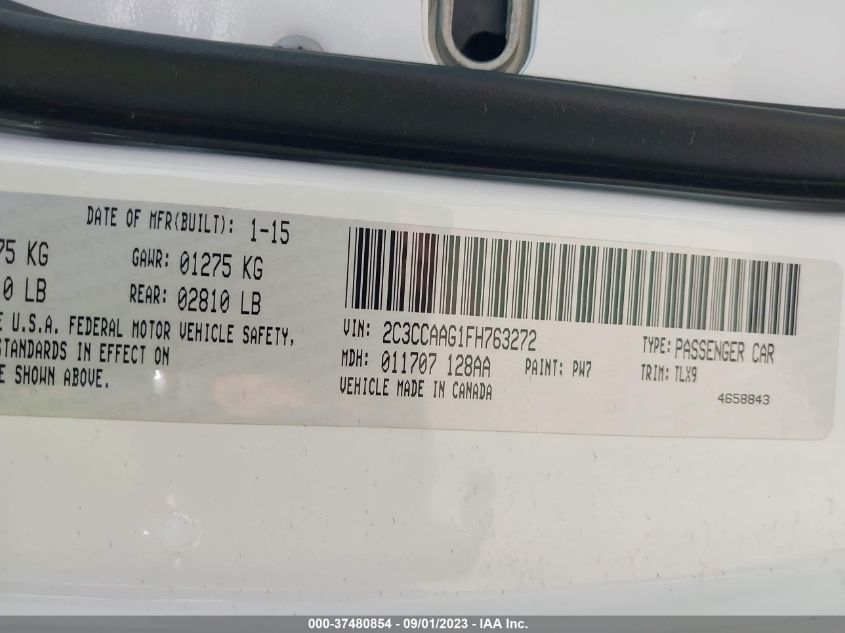 DATE OF MFR(BUILT): 1-15
75 KG GAWR: 01275 KG
0 LB REAR: 02810 LB
E U.S.A. FEDERAL MOTOR VEHICLE SAFETY,
STANDARDS IN EFFECT ON
E SHOWN ABOVE.
VIN: 2C3CCAAG1FH763272
MDH: 011707 128AA PAINT: PW7
VEHICLE MADE IN CANADA
TYPE: PASSENGER CAR
TRIM: TLX9
4658843
000-37480854 - 09/01/2023 - IAA Inc.